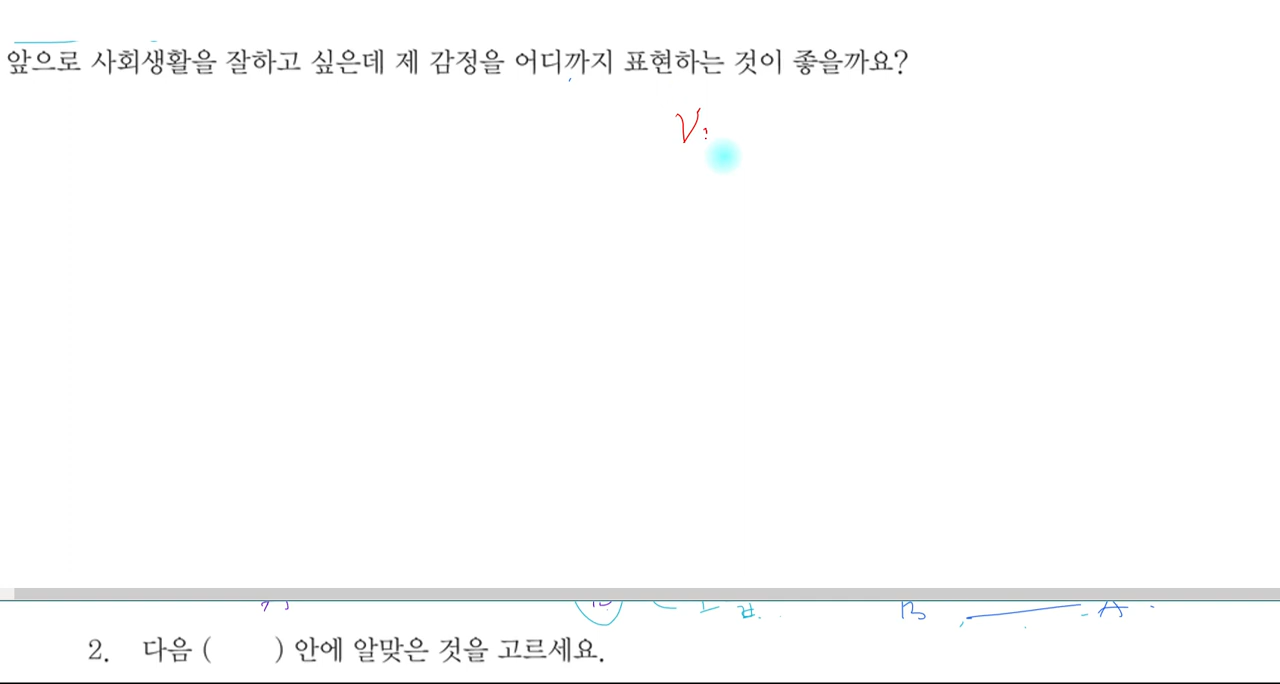 앞으로 사회생활을 잘하고 싶은데 제 감정을 어디까지 표현하는 것이 좋을까요?
V
B A
2. 다음 ( ) 안에 알맞은 것을 고르세요.